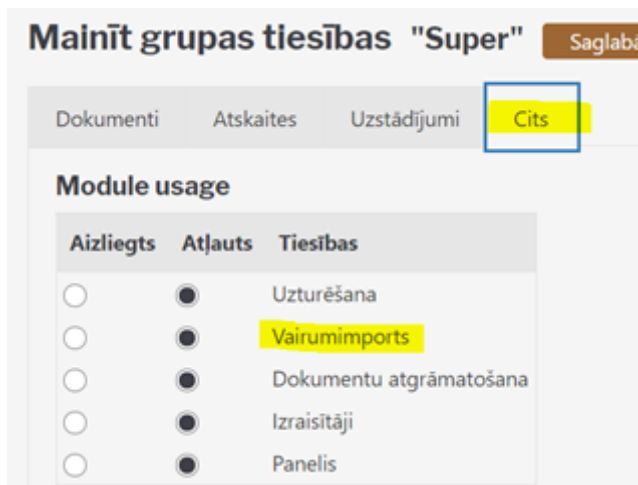 Mainīt grupas tiesības "Super"
Dokumenti Atskaites Uzstādījumi Cits
Module usage
Aizliegts Atļauts Tiesības
Uzturēšana
Vairumimports
Dokumentu atgrāmatošana
Izraisītāji
Panelis